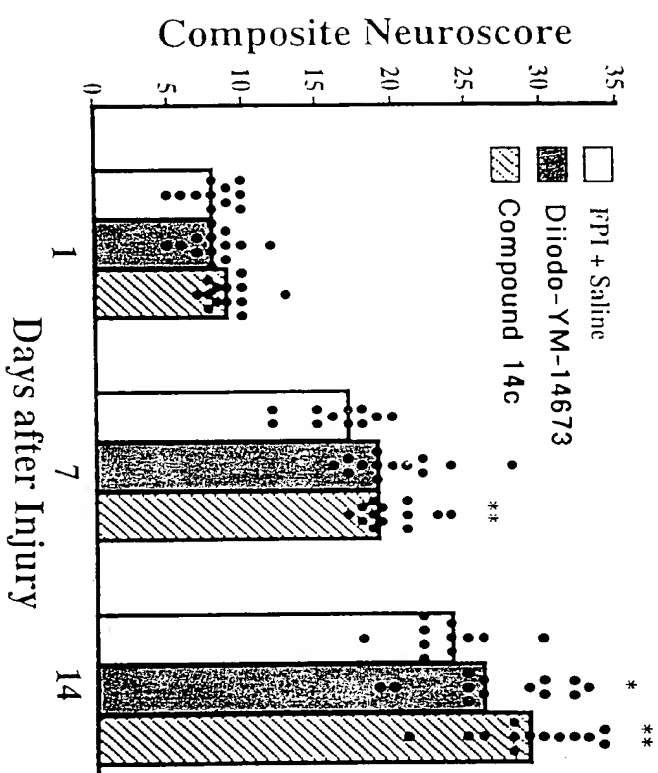 Composite Neuroscore
35
30
25
20
15
10
5
0
FPI + Saline
Diiodo-YM-14673
Compound 14c
**
*
**
1
7
14
Days after Injury